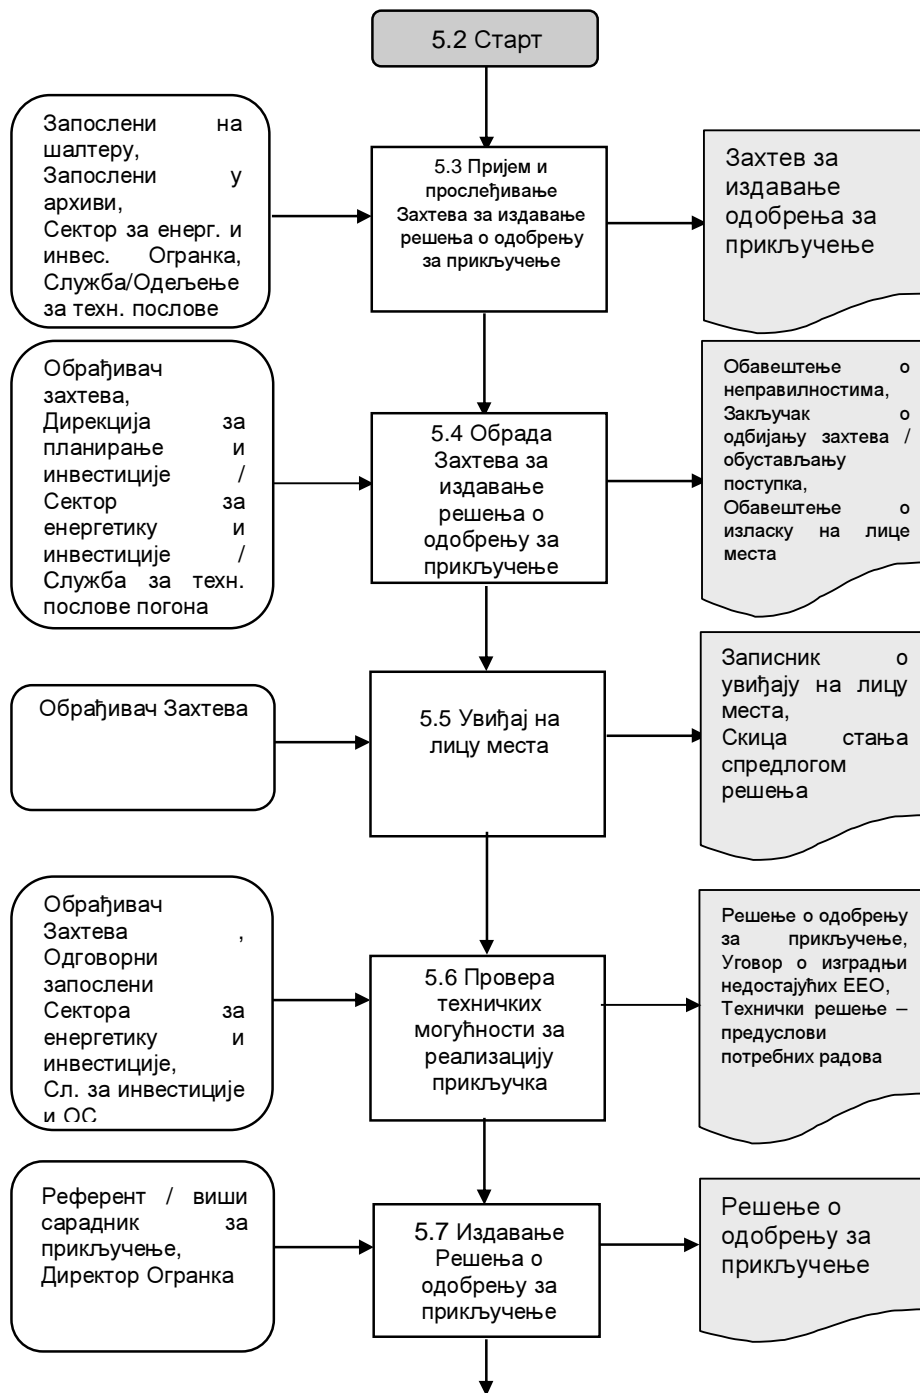 5.2 Старт
Запослени на
шалтеру,
Запослени у
архиви,
Сектор за енерг. и
инвес. Огранка,
Служба/Одељење
за техн. послове
5.3 Пријем и
прослеђивање
Захтева за издавање
решења о одобрењу
за прикључење
Захтев за
издавање
одобрења за
прикључење
Обрађивач
захтева,
Дирекција за
планирање и
инвестиције /
Сектор за
енергетику и
инвестиције /
Служба за техн.
послове погона
5.4 Обрада
Захтева за
издавање
решења о
одобрењу за
прикључење
Обавештење о
неправилностима,
Закључак о
одбијању захтева /
обустављању
поступка,
Обавештење о
изласку на лице
места
Обрађивач Захтева
5.5 Увиђај на
лицу места
Записник о
увиђају на лицу
места,
Скица стања
спредлогом
решења
Обрађивач
Захтева ,
Одговорни
запослени
Сектора за
енергетику и
инвестиције,
Сл. за инвестиције
и ОС
5.6 Провера
техничких
могућности за
реализацију
прикључка
Решење о одобрењу
за прикључење,
Уговор о изградњи
недостајућих ЕЕО,
Технички решење –
предуслови
потребних радова
Референт / виши
сарадник за
прикључење,
Директор Огранка
5.7 Издавање
Решења о
одобрењу за
прикључење
Решење о
одобрењу за
прикључење